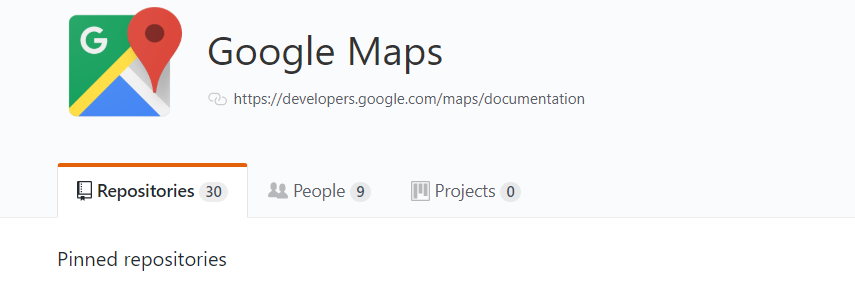 G
Google Maps
https://developers.google.com/maps/documentation
Repositories 30 People 9 Projects 0
Pinned repositories